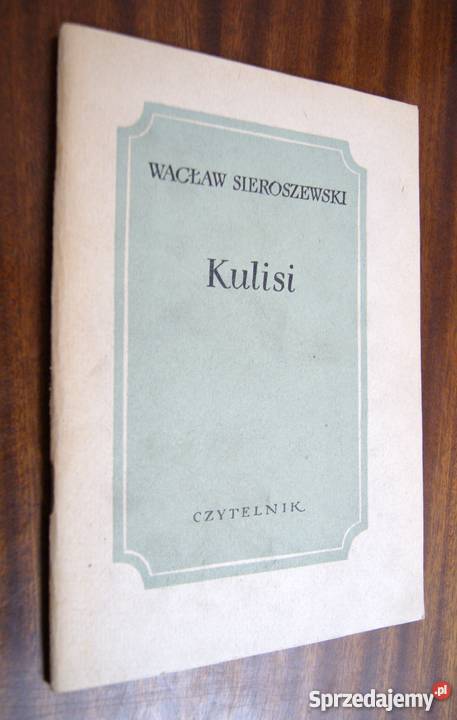 WACŁAW SIEROSZEWSKI
Kulisi
CZYTELNIK
Sprzedajemy.pl